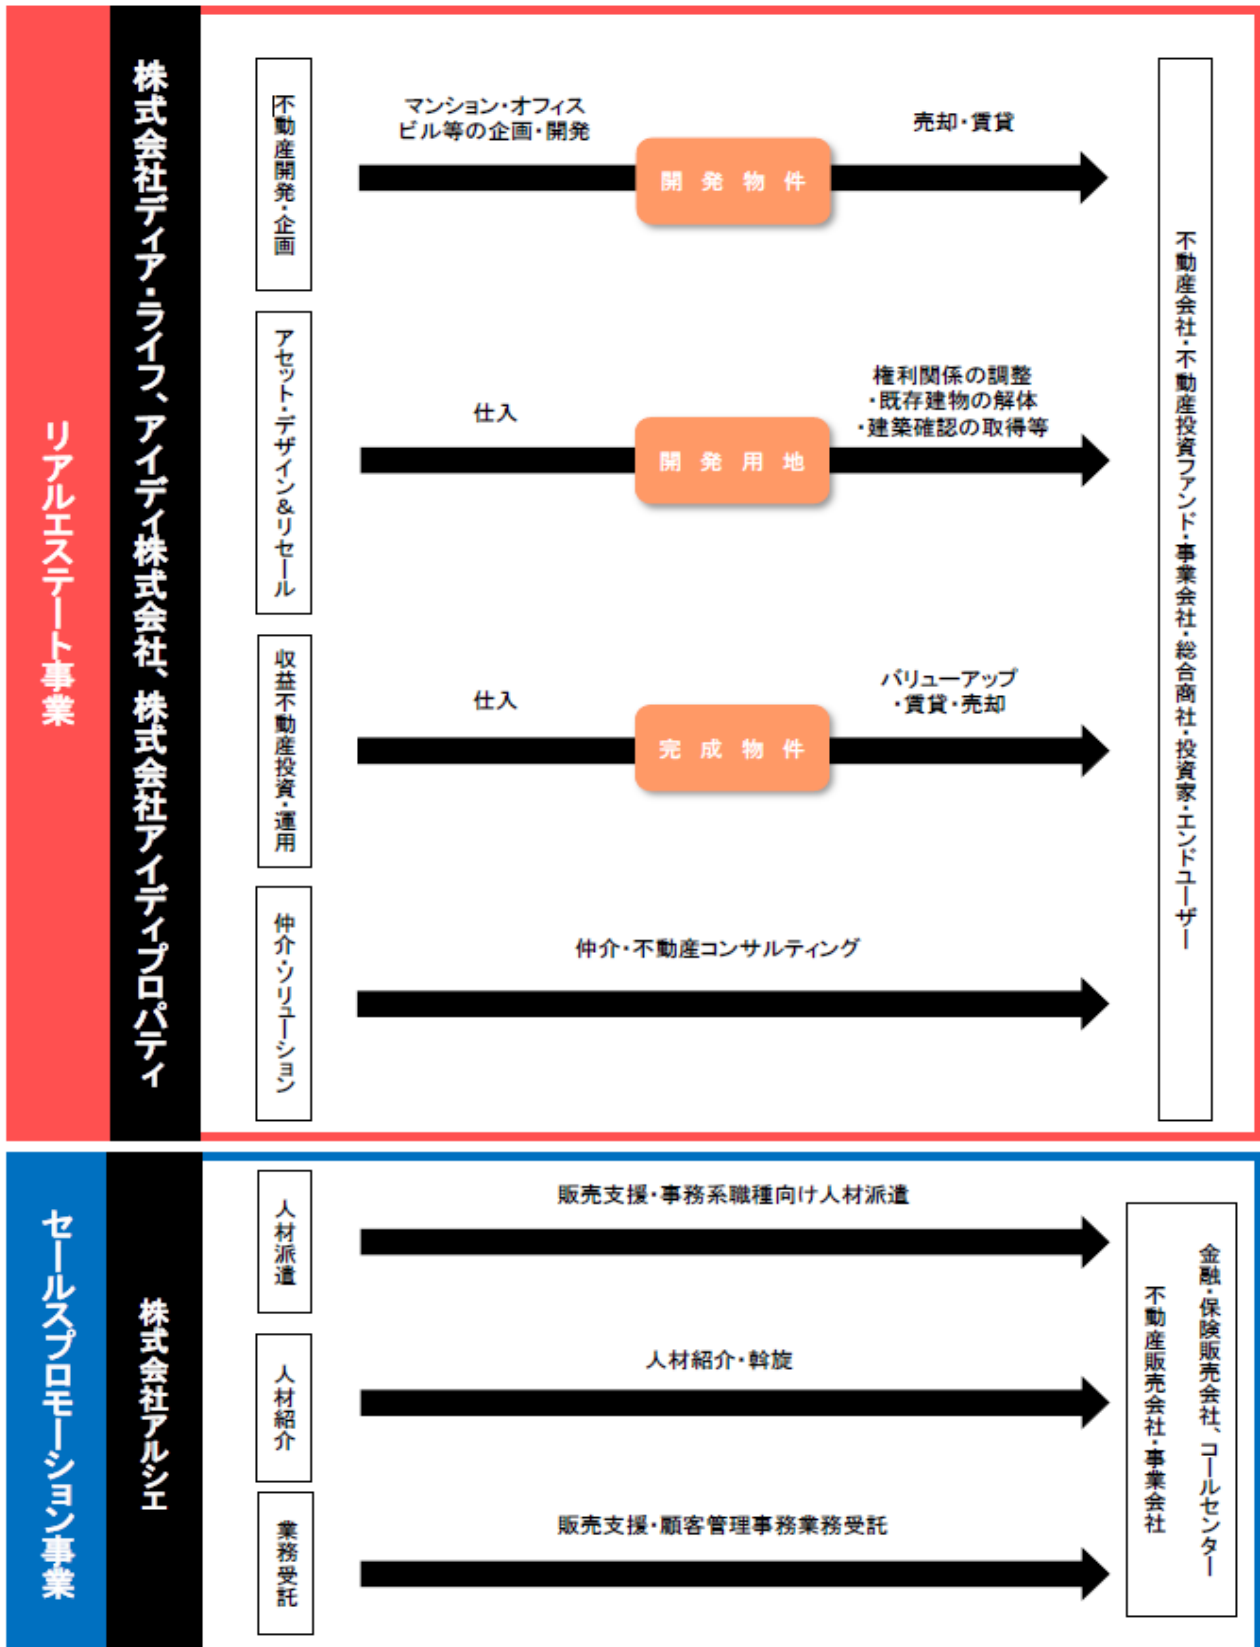 リアルエステート事業
株式会社ディア・ライフ、アイディ株式会社、株式会社アイディプロパティ
不動産開発・企画
マンション・オフィス
ビル等の企画・開発
開発物件
売却・賃貸
アセット・デザイン&リセール
仕入
開発用地
権利関係の調整
・既存建物の解体
・建築確認の取得等
収益不動産投資・運用
仕入
完成物件
バリューアップ
・賃貸・売却
仲介・ソリューション
仲介・不動産コンサルティング
不動産会社・不動産投資ファンド・事業会社・総合商社・投資家・エンドユーザー
セールスプロモーション事業
株式会社アルシエ
人材派遣
販売支援・事務系職種向け人材派遣
人材紹介
人材紹介・斡旋
業務受託
販売支援・顧客管理事務業務受託
金融・保険販売会社、コールセンター
不動産販売会社・事業会社